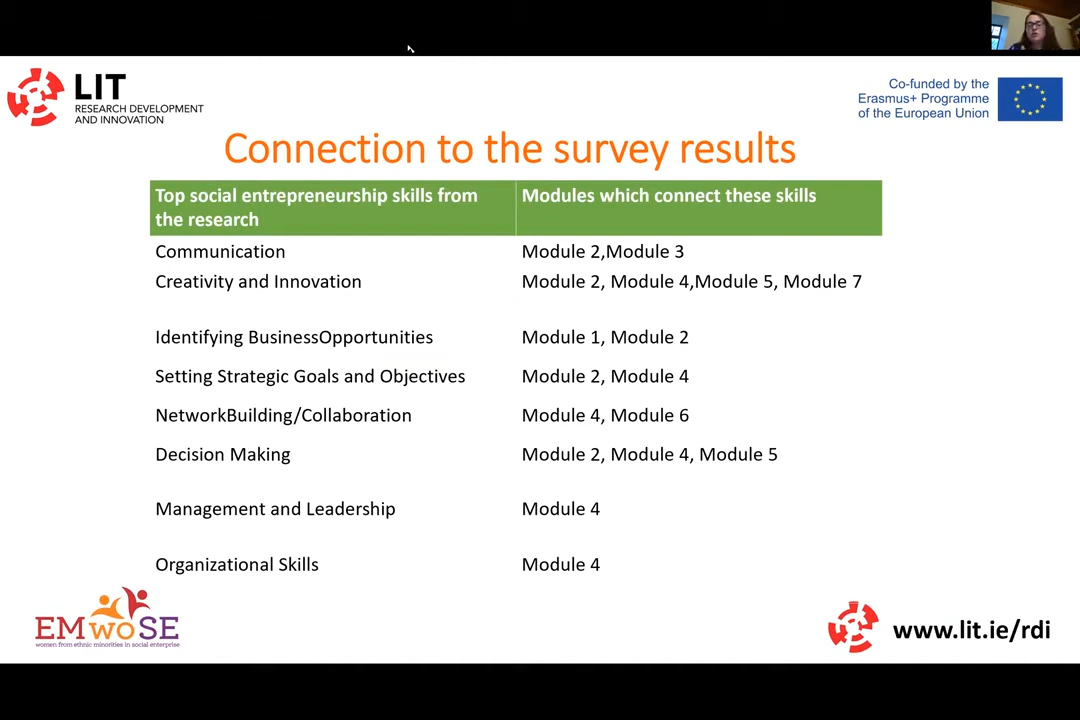 LIT
RESEARCH DEVELOPMENT
AND INNOVATION
Co-funded by the
Erasmus+ Programme
of the European Union
Connection to the survey results
Top social entrepreneurship skills from
the research
Modules which connect these skills
Communication
Module 2,Module 3
Creativity and Innovation
Module 2, Module 4,Module 5, Module 7
Identifying BusinessOpportunities
Module 1, Module 2
Setting Strategic Goals and Objectives
Module 2, Module 4
NetworkBuilding/Collaboration
Module 4, Module 6
Decision Making
Module 2, Module 4, Module 5
Management and Leadership
Module 4
Organizational Skills
Module 4
EMwoSE
women from ethnic minorities in social enterprise
www.lit.ie/rdi